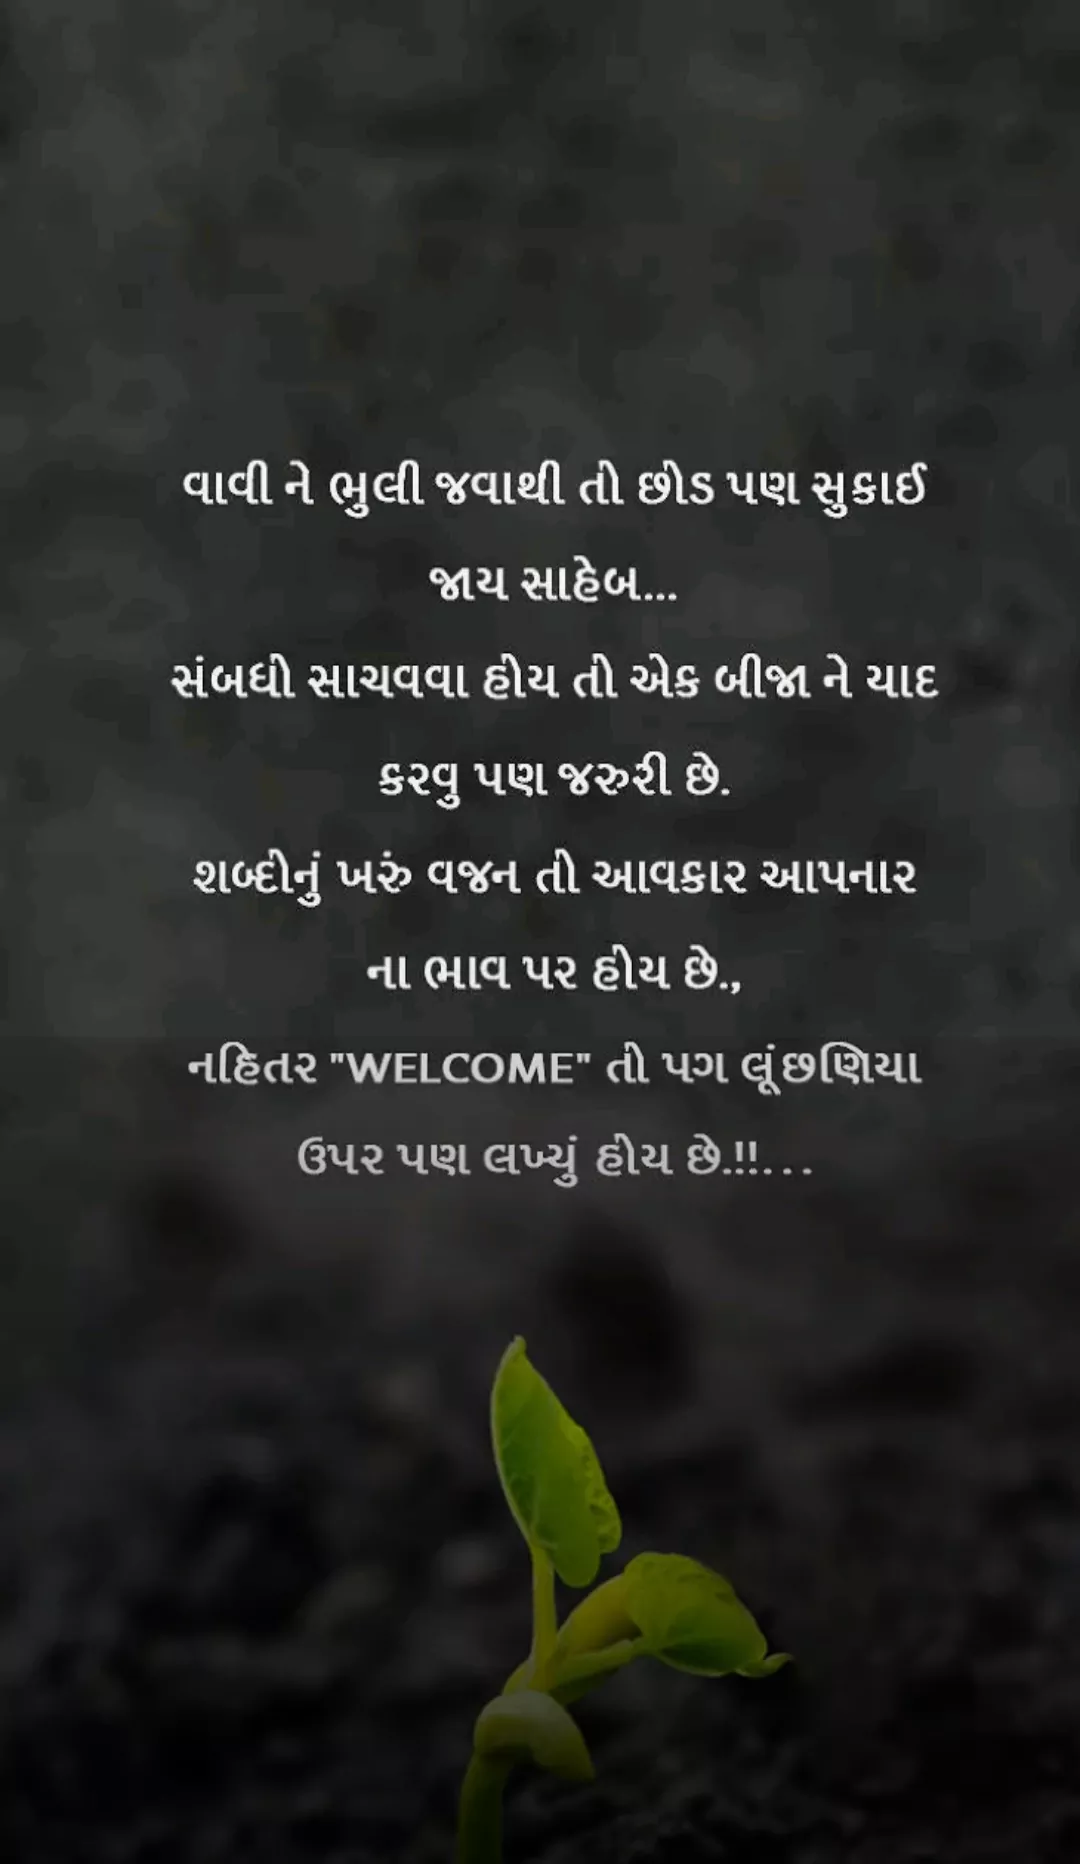 વાવી ને ભુલી જવાથી તો છોડ પણ સુકાઈ
જાય સાહેબ...
સંબધો સાચવવા હોય તો એક બીજા ને યાદ
કરવુ પણ જરુરી છે.
શબ્દોનું ખરું વજન તો આવકાર આપનાર
ના ભાવ પર હોય છે.,
નહિતર "WELCOME" તો પગ લૂંછણિયા
ઉપર પણ લખ્યું હોય છે.!!...